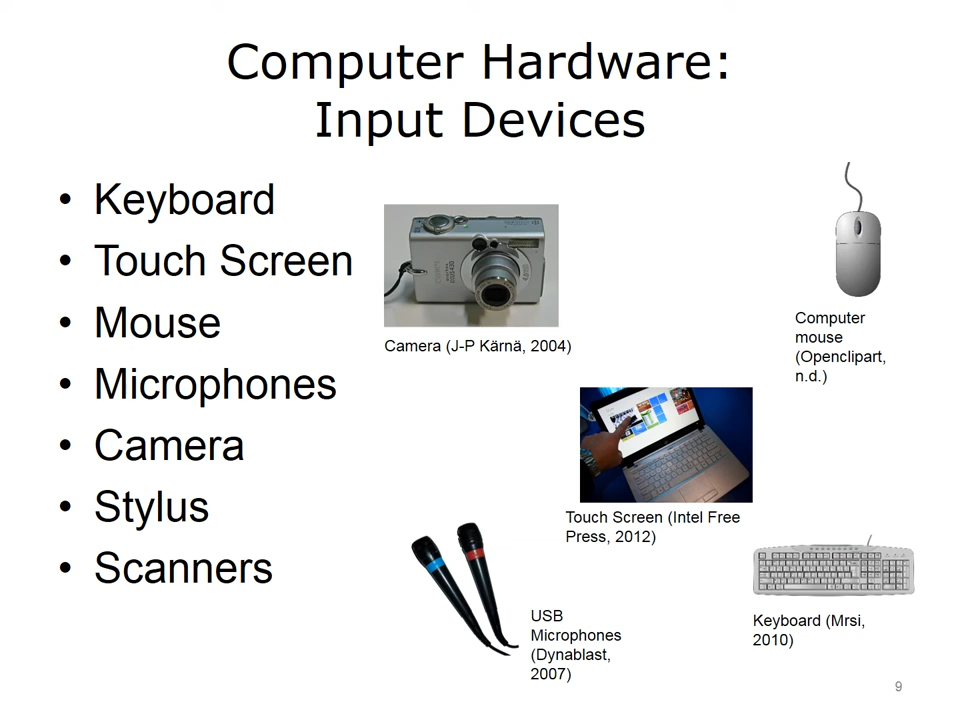 Computer Hardware:
Input Devices
• Keyboard
• Touch Screen
• Mouse
• Microphones
• Camera
• Stylus
• Scanners
Camera (J-P Kärnä, 2004)
Computer
mouse
(Openclipart,
n.d.)
Touch Screen (Intel Free
Press, 2012)
USB
Microphones
(Dynablast,
2007)
Keyboard (Mrsi,
2010)
9